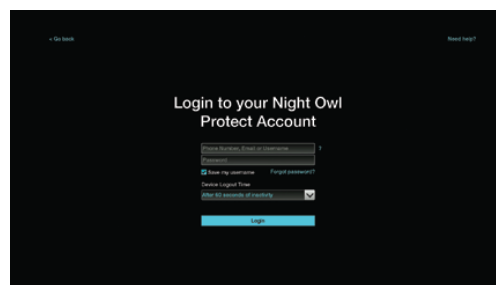 < Go back
Need help?
Login to your Night Owl
Protect Account
Phone Number, Email or Username
?
Password
Save my username
Forgot password?
Device Logout Time
After 60 seconds of inactivity
Login